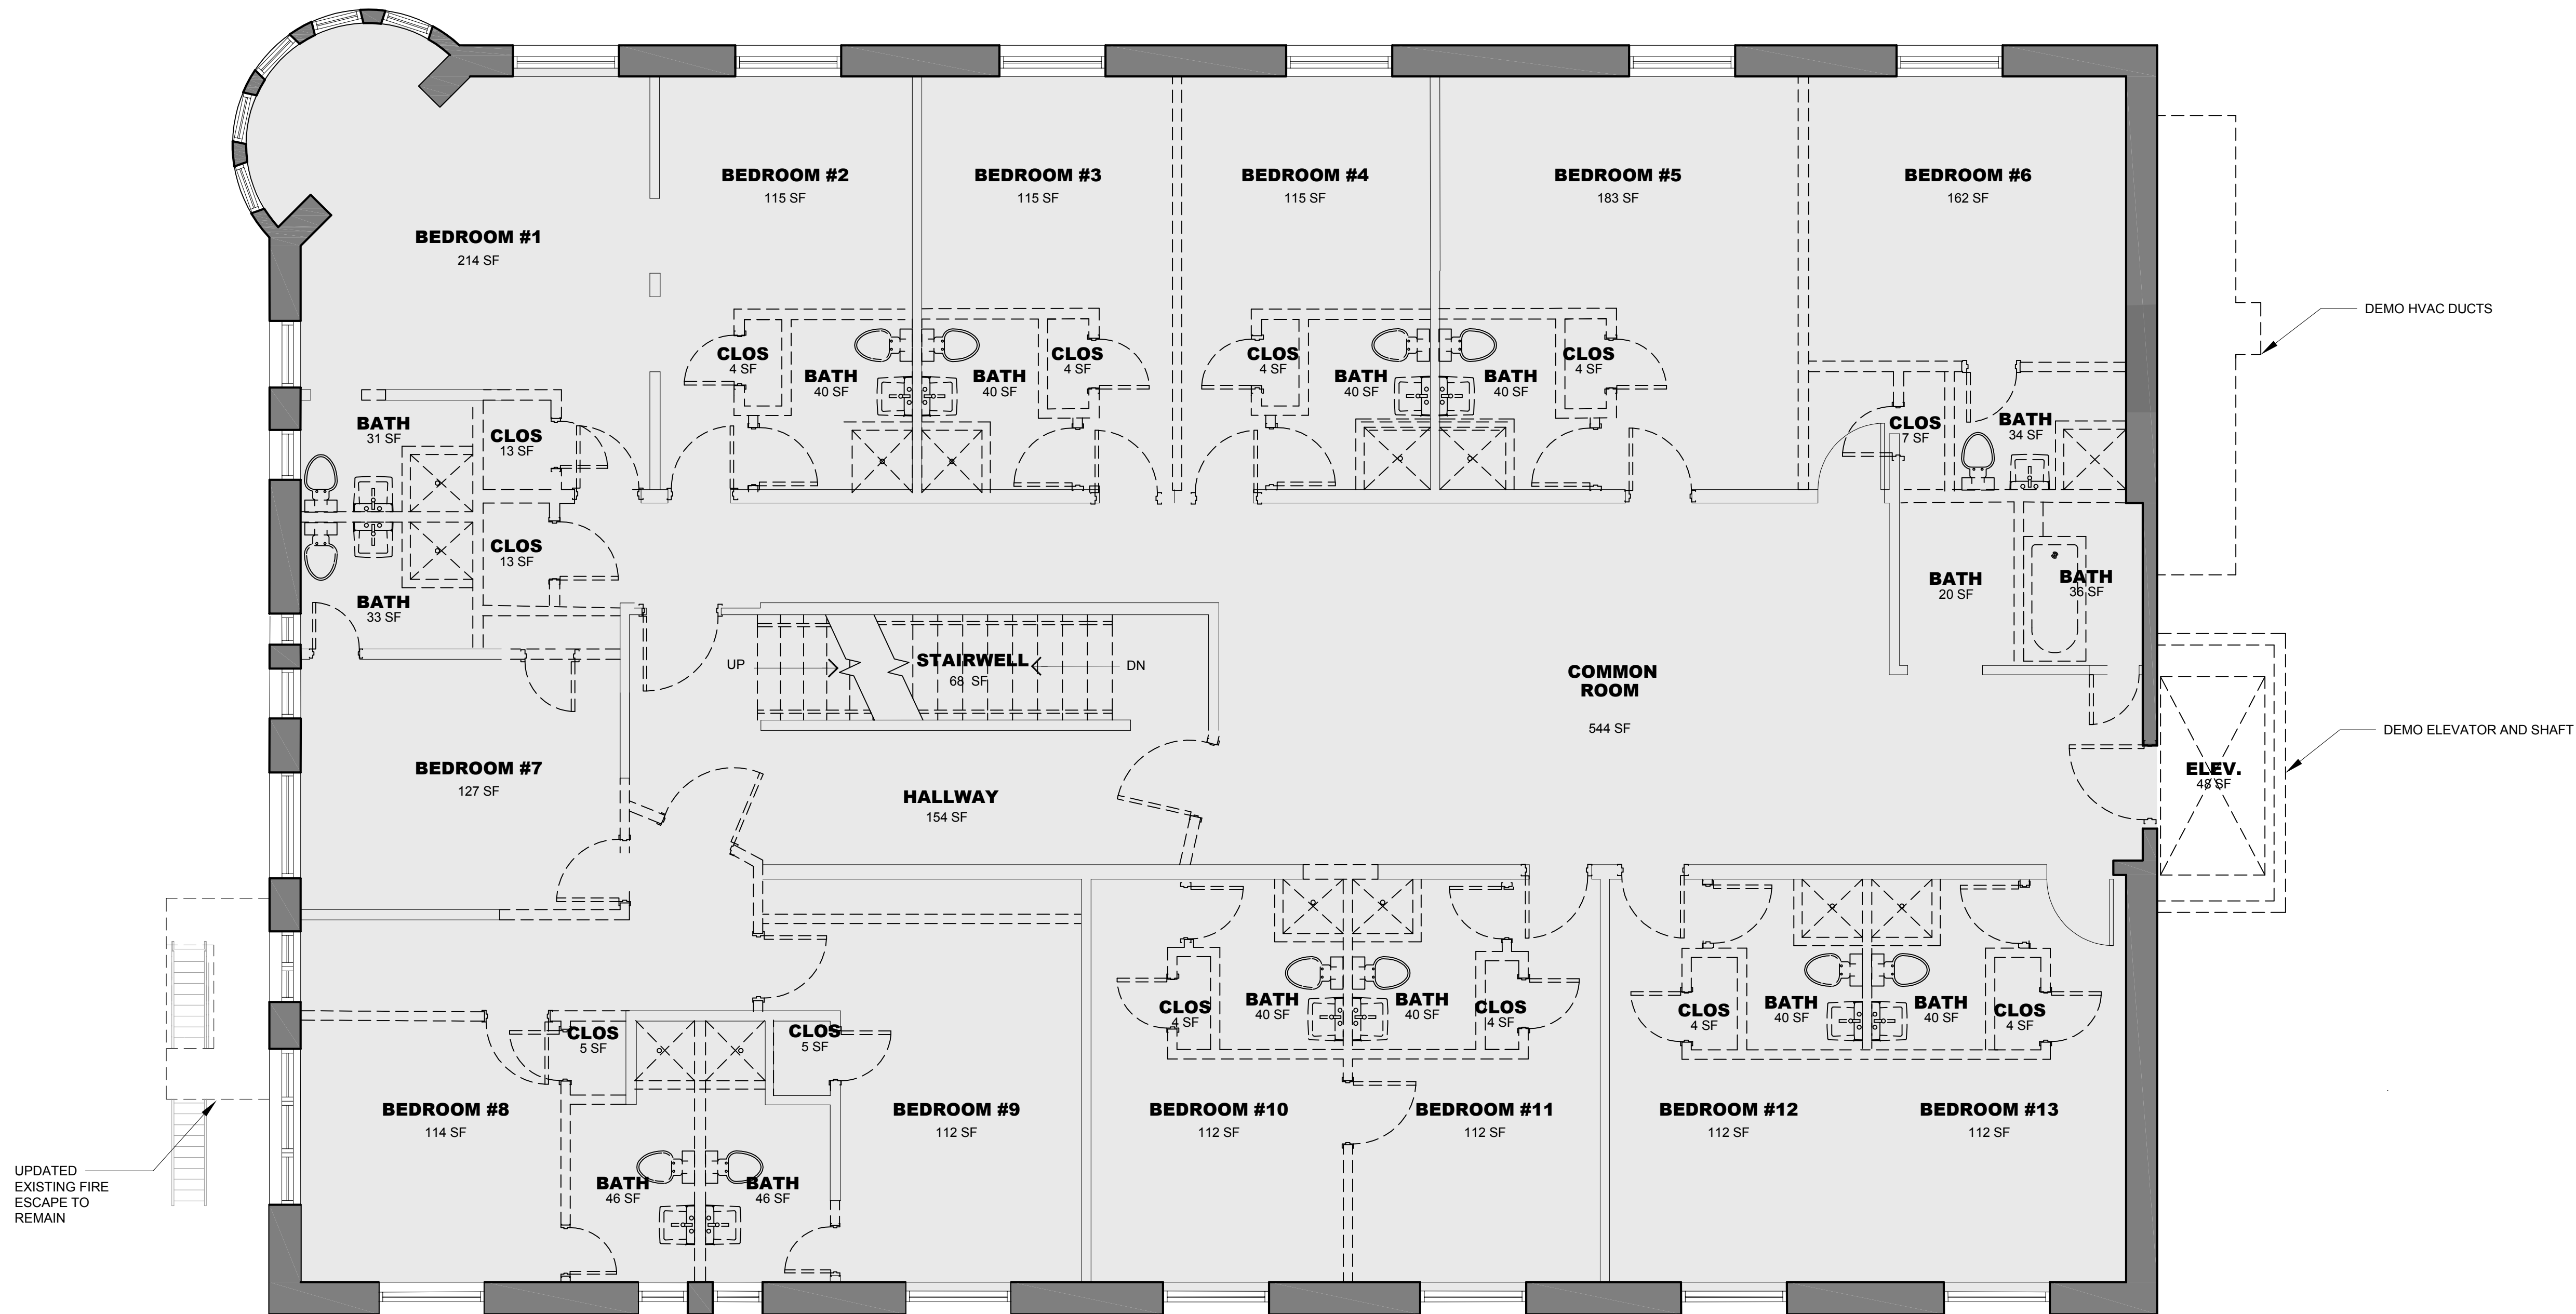 BEDROOM #2
115 SF
BEDROOM #3
115 SF
BEDROOM #4
115 SF
BEDROOM #5
183 SF
BEDROOM #6
162 SF
BEDROOM #1
214 SF
DEMO HVAC DUCTS
CLOS
4 SF
BATH
40 SF
BATH
40 SF
CLOS
4 SF
CLOS
4 SF
BATH
40 SF
BATH
40 SF
CLOS
4 SF
BATH
31 SF
CLOS
13 SF
CLOS
7 SF
BATH
34 SF
CLOS
13 SF
BATH
33 SF
BATH
20 SF
BATH
36 SF
UP
STAIRWELL
68 SF
DN
COMMON
ROOM
544 SF
DEMO ELEVATOR AND SHAFT
BEDROOM #7
127 SF
HALLWAY
154 SF
ELEV.
48 SF
CLOS
4 SF
BATH
40 SF
BATH
40 SF
CLOS
4 SF
CLOS
4 SF
BATH
40 SF
BATH
40 SF
CLOS
4 SF
CLOS
5 SF
CLOS
5 SF
BEDROOM #8
114 SF
BEDROOM #9
112 SF
BEDROOM #10
112 SF
BEDROOM #11
112 SF
BEDROOM #12
112 SF
BEDROOM #13
112 SF
UPDATED
EXISTING FIRE
ESCAPE TO
REMAIN
BATH
46 SF
BATH
46 SF